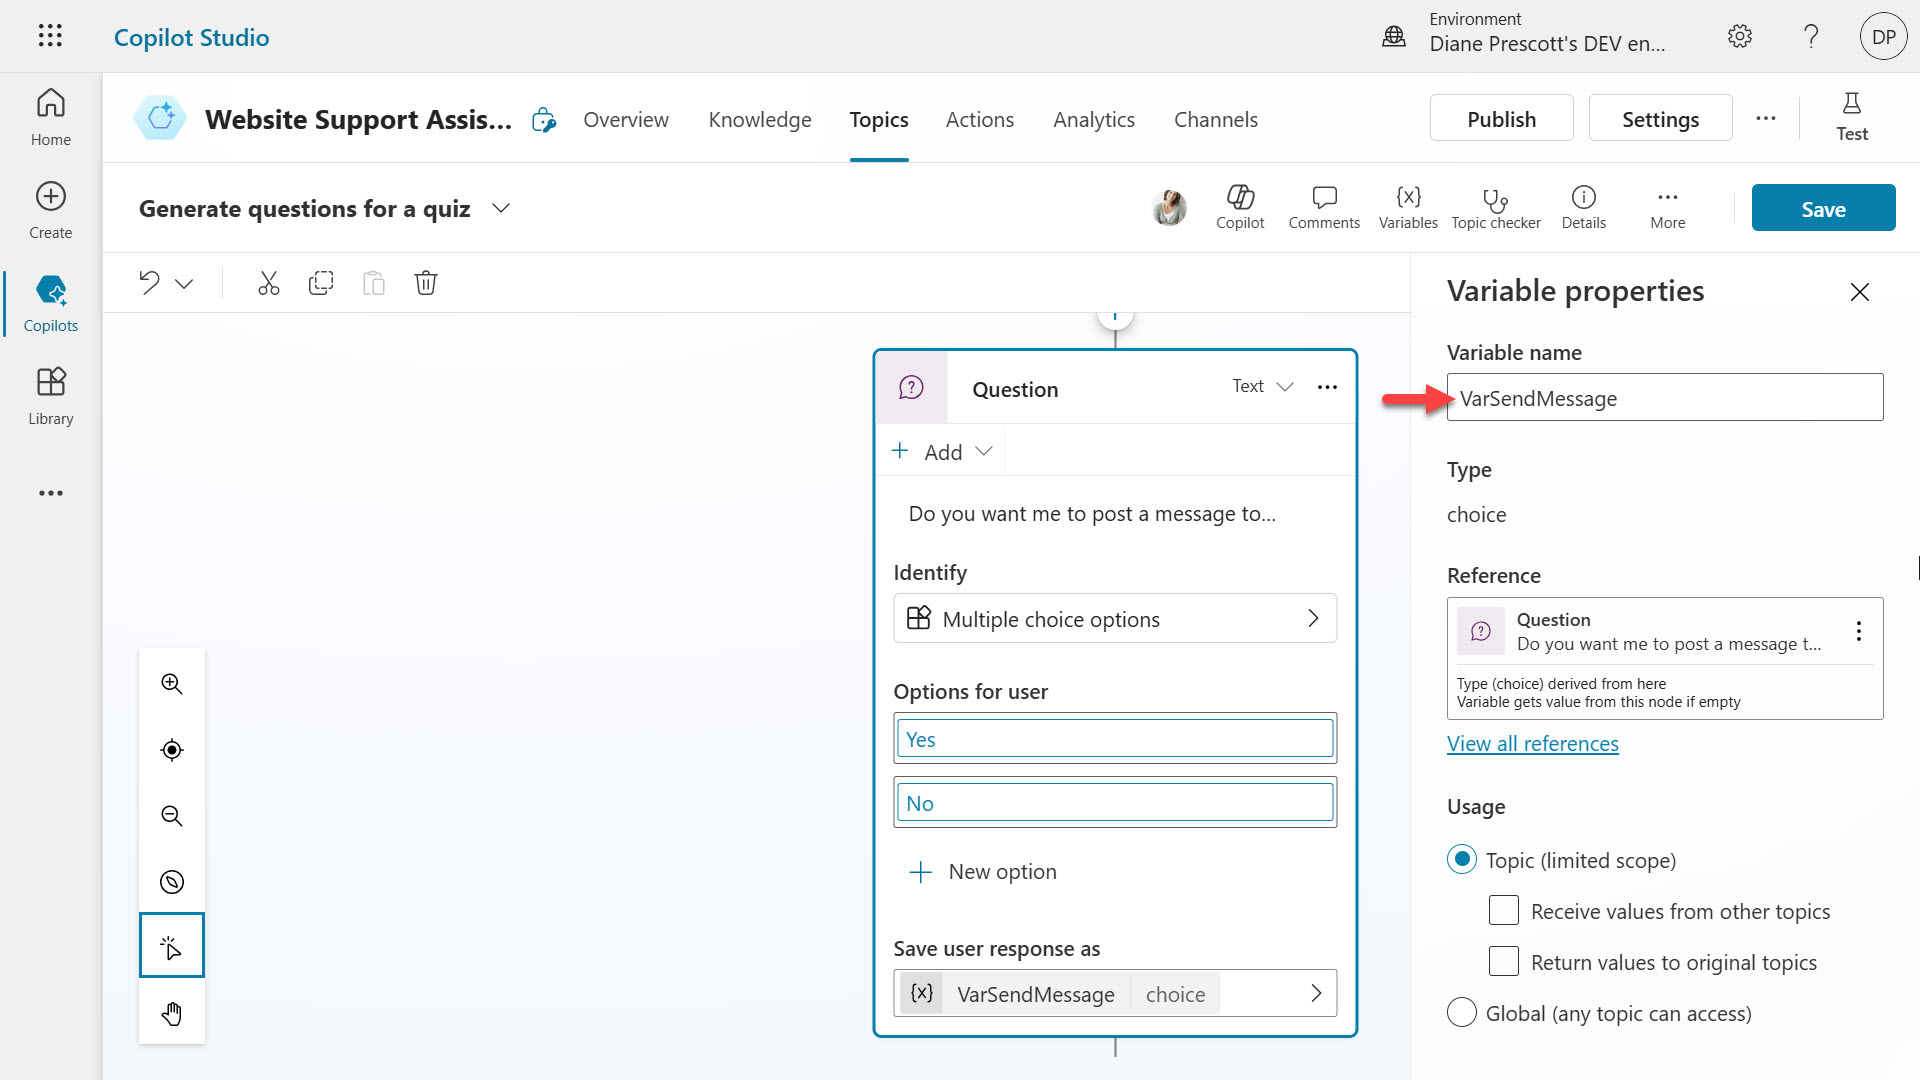 Copilot Studio
Environment
Diane Prescott's DEV en...
DP
Home
Create
Copilots
Library
Website Support Assis...
Overview
Knowledge
Topics
Actions
Analytics
Channels
Publish
Settings
Test
Generate questions for a quiz
Copilot
Comments
Variables
Topic checker
Details
More
Save
Question
Text
Add
Do you want me to post a message to...
Identify
Multiple choice options
Options for user
Yes
No
New option
Save user response as
{x} VarSendMessage choice
Variable properties
Variable name
VarSendMessage
Type
choice
Reference
Question
Do you want me to post a message t...
Type (choice) derived from here
Variable gets value from this node if empty
View all references
Usage
Topic (limited scope)
Receive values from other topics
Return values to original topics
Global (any topic can access)